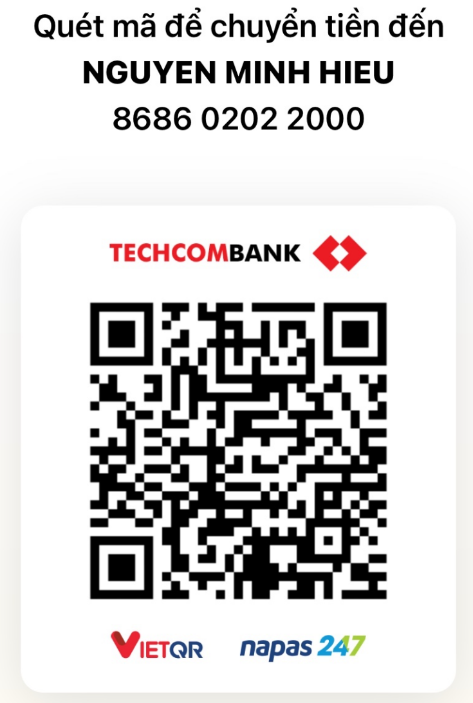 Quét mã để chuyển tiền đến
NGUYEN MINH HIEU
8686 0202 2000
TECHCOMBANK
VIETQR
napas 247